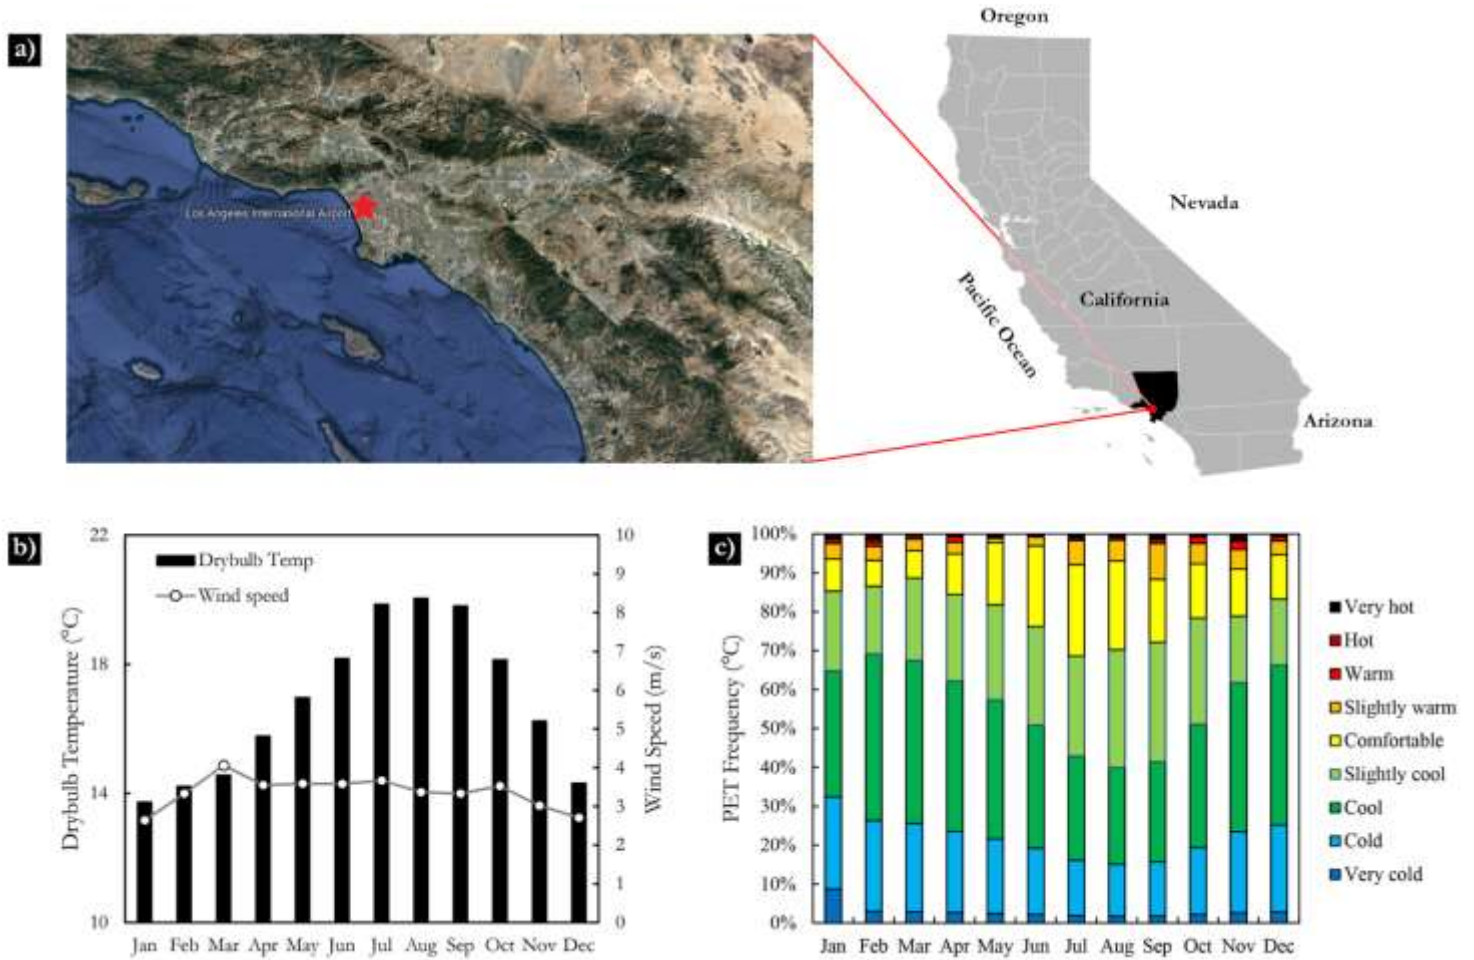 Oregon
a)
Los Angeles International Airport
Nevada
Pacific Ocean
California
Arizona
b)
Drybulb Temperature (°C)
22
18
14
10
Drybulb Temp
Wind speed
10
9
8
7
6
5
4
3
2
1
0
Wind Speed (m/s)
Jan Feb Mar Apr May Jun Jul Aug Sep Oct Nov Dec
c)
PET Frequency (°C)
100%
90%
80%
70%
60%
50%
40%
30%
20%
10%
0%
Jan Feb Mar Apr May Jun Jul Aug Sep Oct Nov Dec
Very hot
Hot
Warm
Slightly warm
Comfortable
Slightly cool
Cool
Cold
Very cold